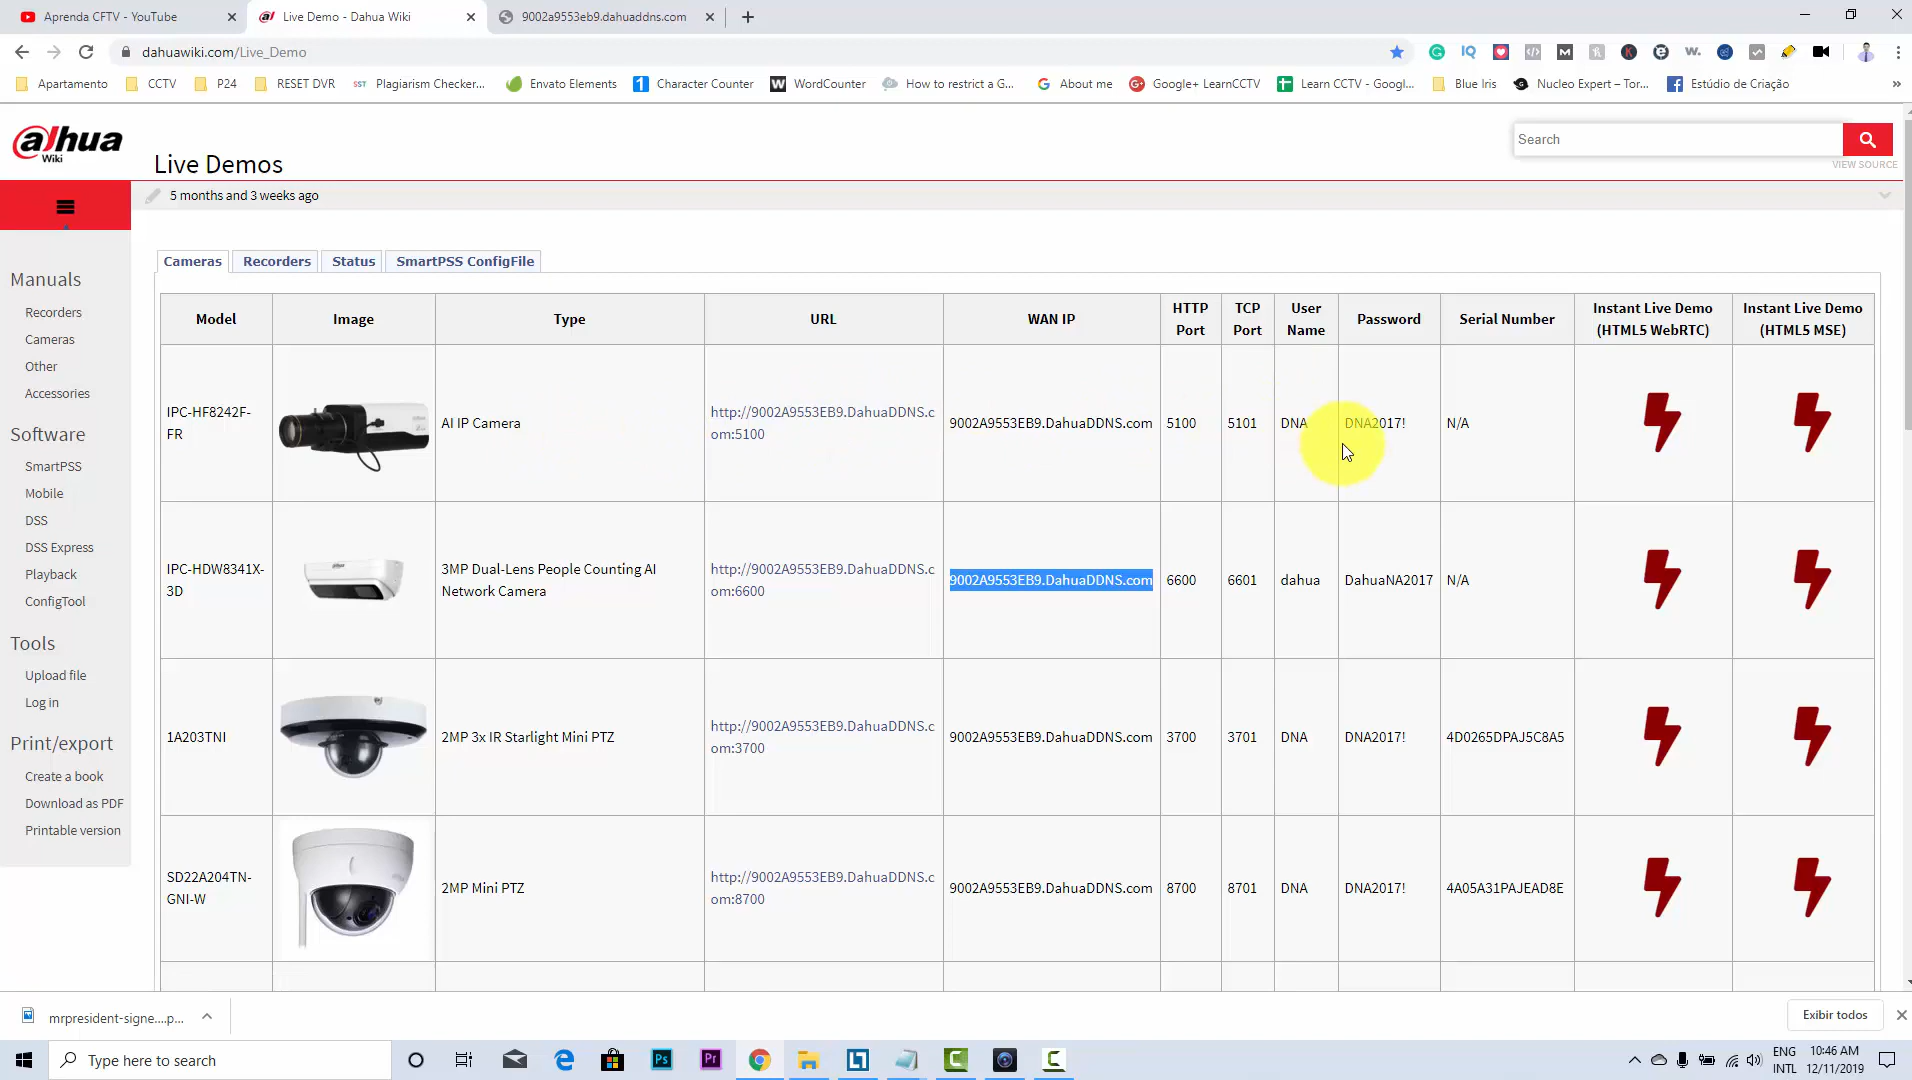 Aprenda CFTV - YouTube
Live Demo - Dahua Wiki
9002a9553eb9.dahuaddns.com
dahuawiki.com/Live_Demo
Apartamento
CCTV
P24
RESET DVR
SST
Plagiarism Checker...
Envato Elements
Character Counter
WordCounter
How to restrict a G...
About me
Google+ LearnCCTV
Learn CCTV - Googl...
Blue Iris
Nucleo Expert – Tor...
Estúdio de Criação
alhua
Wiki
Live Demos
Search
VIEW SOURCE
5 months and 3 weeks ago
Manuals
Recorders
Cameras
Other
Accessories
Software
SmartPSS
Mobile
DSS
DSS Express
Playback
ConfigTool
Tools
Upload file
Log in
Print/export
Create a book
Download as PDF
Printable version
Cameras
Recorders
Status
SmartPSS ConfigFile
Model
Image
Type
URL
WAN IP
HTTP
Port
TCP
Port
User
Name
Password
Serial Number
Instant Live Demo
(HTML5 WebRTC)
Instant Live Demo
(HTML5 MSE)
IPC-HF8242F-
FR
AI IP Camera
http://9002A9553EB9.DahuaDDNS.c
om:5100
9002A9553EB9.DahuaDDNS.com
5100
5101
DNA
DNA2017!
N/A
IPC-HDW8341X-
3D
3MP Dual-Lens People Counting AI
Network Camera
http://9002A9553EB9.DahuaDDNS.c
om:6600
9002A9553EB9.DahuaDDNS.com
6600
6601
dahua
DahuaNA2017
N/A
1A203TNI
2MP 3x IR Starlight Mini PTZ
http://9002A9553EB9.DahuaDDNS.c
om:3700
9002A9553EB9.DahuaDDNS.com
3700
3701
DNA
DNA2017!
4D0265DPAJ5C8A5
SD22A204TN-
GNI-W
2MP Mini PTZ
http://9002A9553EB9.DahuaDDNS.c
om:8700
9002A9553EB9.DahuaDDNS.com
8700
8701
DNA
DNA2017!
4A05A31PAJEAD8E
mrpresident-signe....p...
Exibir todos
Type here to search
Ps
Pr
ENG
INTL
10:46 AM
12/11/2019